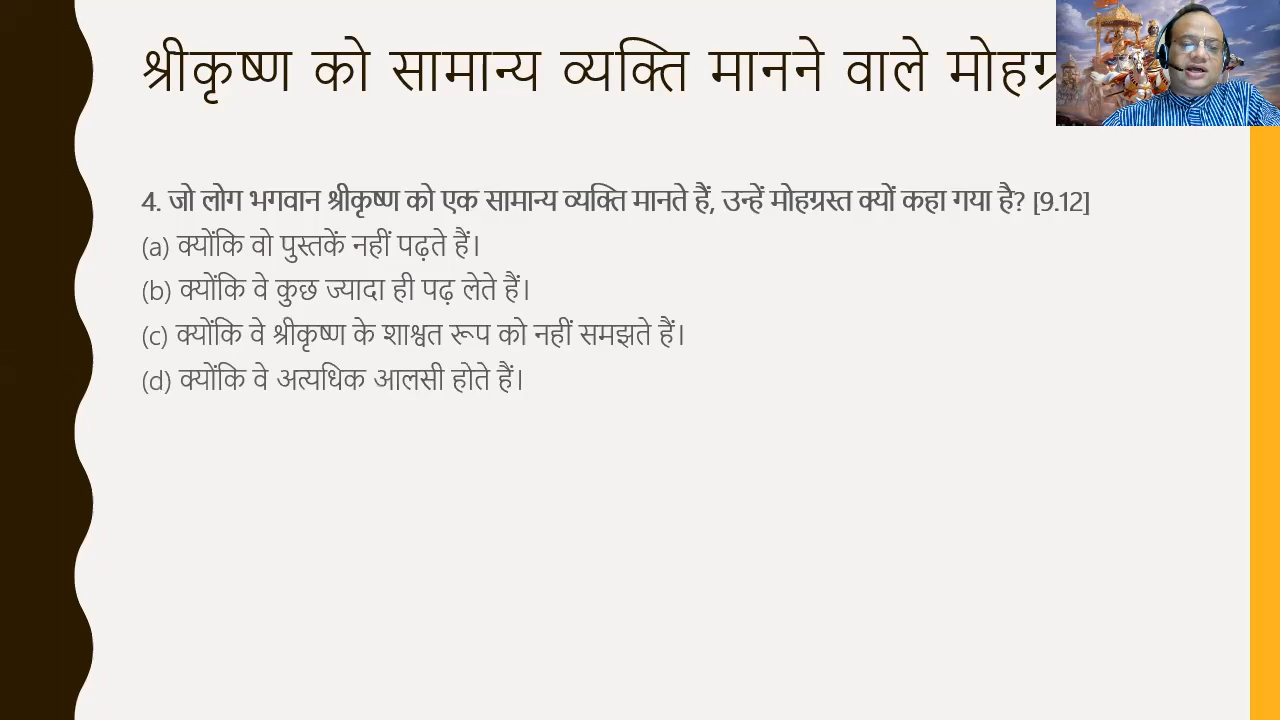 श्रीकृष्ण को सामान्य व्यक्ति मानने वाले
4. जो लोग भगवान श्रीकृष्ण को एक सामान्य व्यक्ति मानते हैं, उन्हें मोहग्रस्त क्यों कहा गया है? [9.12]
(a) क्योंकि वो पुस्तकें नहीं पढ़ते हैं।
(b) क्योंकि वे कुछ ज्यादा ही पढ़ लेते हैं।
(c) क्योंकि वे श्रीकृष्ण के शाश्वत रूप को नहीं समझते हैं।
(d) क्योंकि वे अत्यधिक आलसी होते हैं।